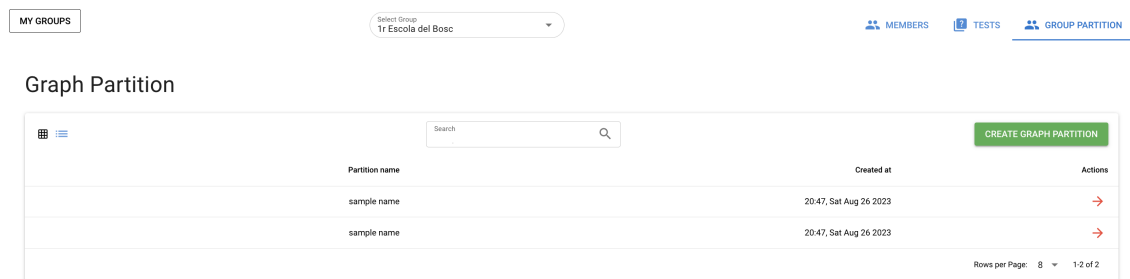 MY GROUPS
Select Group
1r Escola del Bosc
MEMBERS
TESTS
GROUP PARTITION
Graph Partition
Search
CREATE GRAPH PARTITION
Partition name Created at Actions
sample name 20:47, Sat Aug 26 2023
sample name 20:47, Sat Aug 26 2023
Rows per Page: 8 1-2 of 2